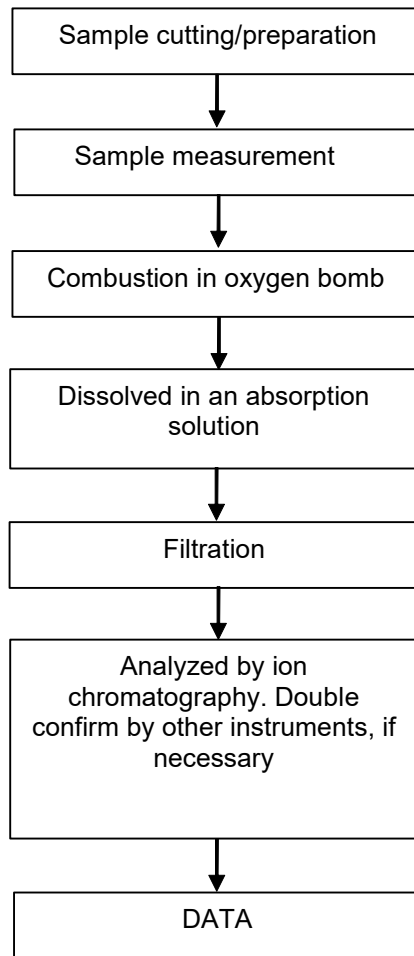 Sample cutting/preparation
Sample measurement
Combustion in oxygen bomb
Dissolved in an absorption
solution
Filtration
Analyzed by ion
chromatography. Double
confirm by other instruments, if
necessary
DATA